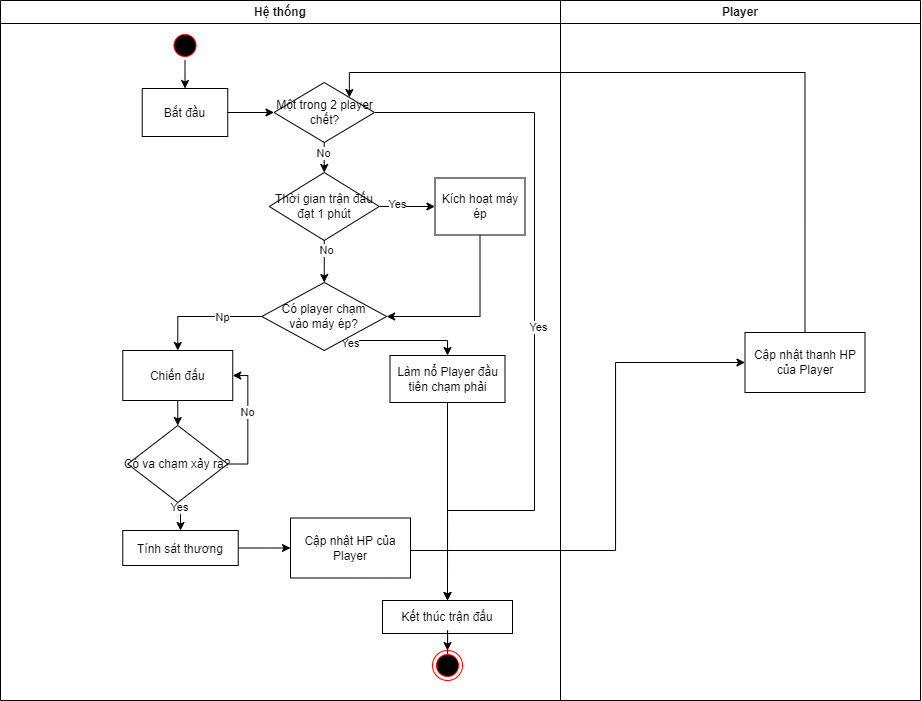 Hệ thống
Player
Bắt đầu
Một trong 2 player
chết?
No
Thời gian trận đấu
đạt 1 phút
Yes
Kích hoạt máy
ép
No
Có player chạm
vào máy ép?
Np
Yes
Yes
Chiến đấu
Làm nổ Player đầu
tiên chạm phải
Cập nhật thanh HP
của Player
No
Có va chạm xảy ra?
Yes
Tính sát thương
Cập nhật HP của
Player
Kết thúc trận đấu